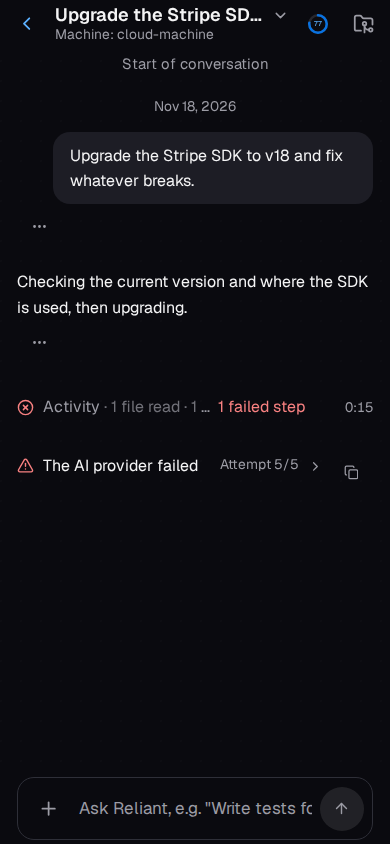 Upgrade the Stripe SD...
77
Machine: cloud-machine
Start of conversation
Nov 18, 2026
Upgrade the Stripe SDK to v18 and fix
whatever breaks.
Checking the current version and where the SDK
is used, then upgrading.
Activity · 1 file read · 1 ... 1 failed step 0:15
The AI provider failed Attempt 5/5
Ask Reliant, e.g. "Write tests fo